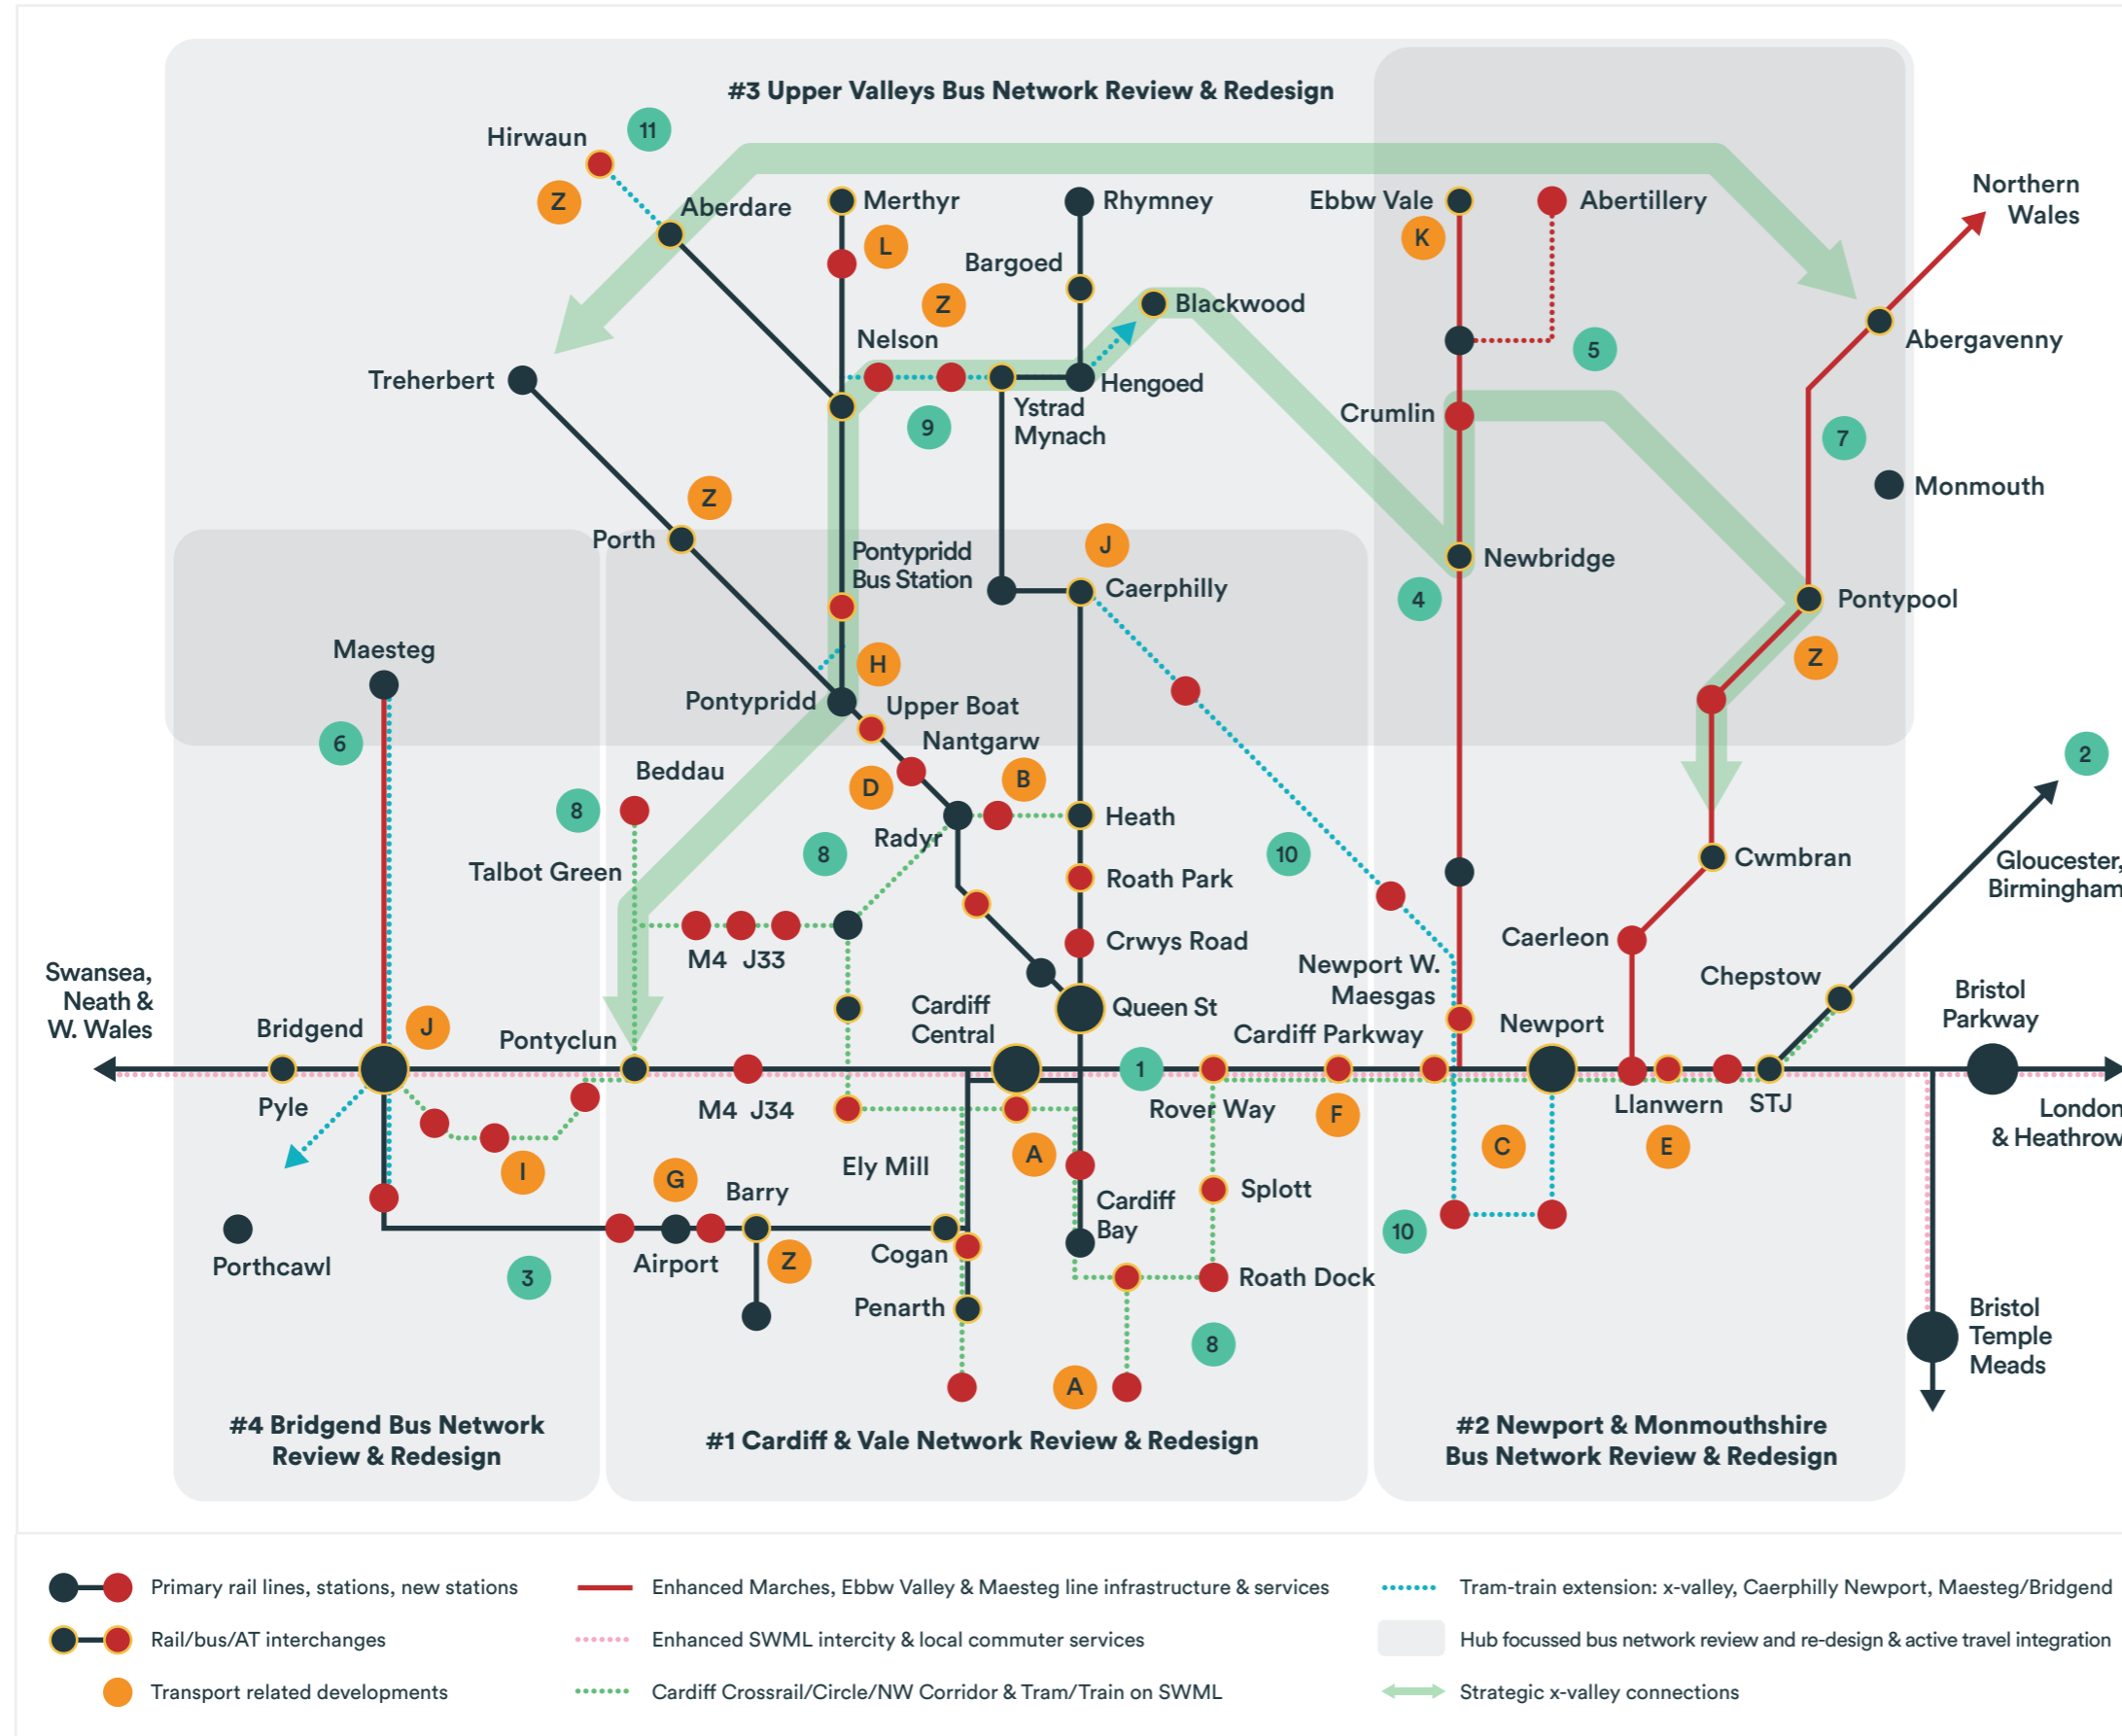 #3 Upper Valleys Bus Network Review & Redesign
Hirwaun
11
Z
Aberdare
Merthyr
L
Rhymney
Bargoed
Z
Nelson
Blackwood
Ebbw Vale
K
Abertillery
Northern
Wales
5
Abergavenny
Treherbert
Hengoed
9
Ystrad
Mynach
Crumlin
7
Monmouth
Z
Porth
Pontypridd
Bus Station
J
Caerphilly
Newbridge
4
Pontypool
Z
Maesteg
6
H
Pontypridd
Upper Boat
Nantgarw
D
B
Beddau
8
8
Radyr
Heath
Talbot Green
Roath Park
10
Cwmbran
2
Gloucester,
Birmingham
M4 J33
Crwys Road
Caerleon
Newport W.
Maesgas
Chepstow
Swansea,
Neath &
W. Wales
Bridgend
J
Pontyclun
Cardiff
Central
Queen St
Cardiff Parkway
Newport
Bristol
Parkway
1
Pyle
M4 J34
Rover Way
F
Llanwern
STJ
London
& Heathrow
I
G
Barry
Ely Mill
A
Cardiff
Bay
Splott
C
E
Porthcawl
3
Airport
Z
Cogan
Penarth
Roath Dock
10
8
A
Bristol
Temple
Meads
#4 Bridgend Bus Network
Review & Redesign
#1 Cardiff & Vale Network Review & Redesign
#2 Newport & Monmouthshire
Bus Network Review & Redesign
Primary rail lines, stations, new stations
Enhanced Marches, Ebbw Valley & Maesteg line infrastructure & services
Tram-train extension: x-valley, Caerphilly Newport, Maesteg/Bridgend
Rail/bus/AT interchanges
Enhanced SWML intercity & local commuter services
Hub focussed bus network review and re-design & active travel integration
Transport related developments
Cardiff Crossrail/Circle/NW Corridor & Tram/Train on SWML
Strategic x-valley connections